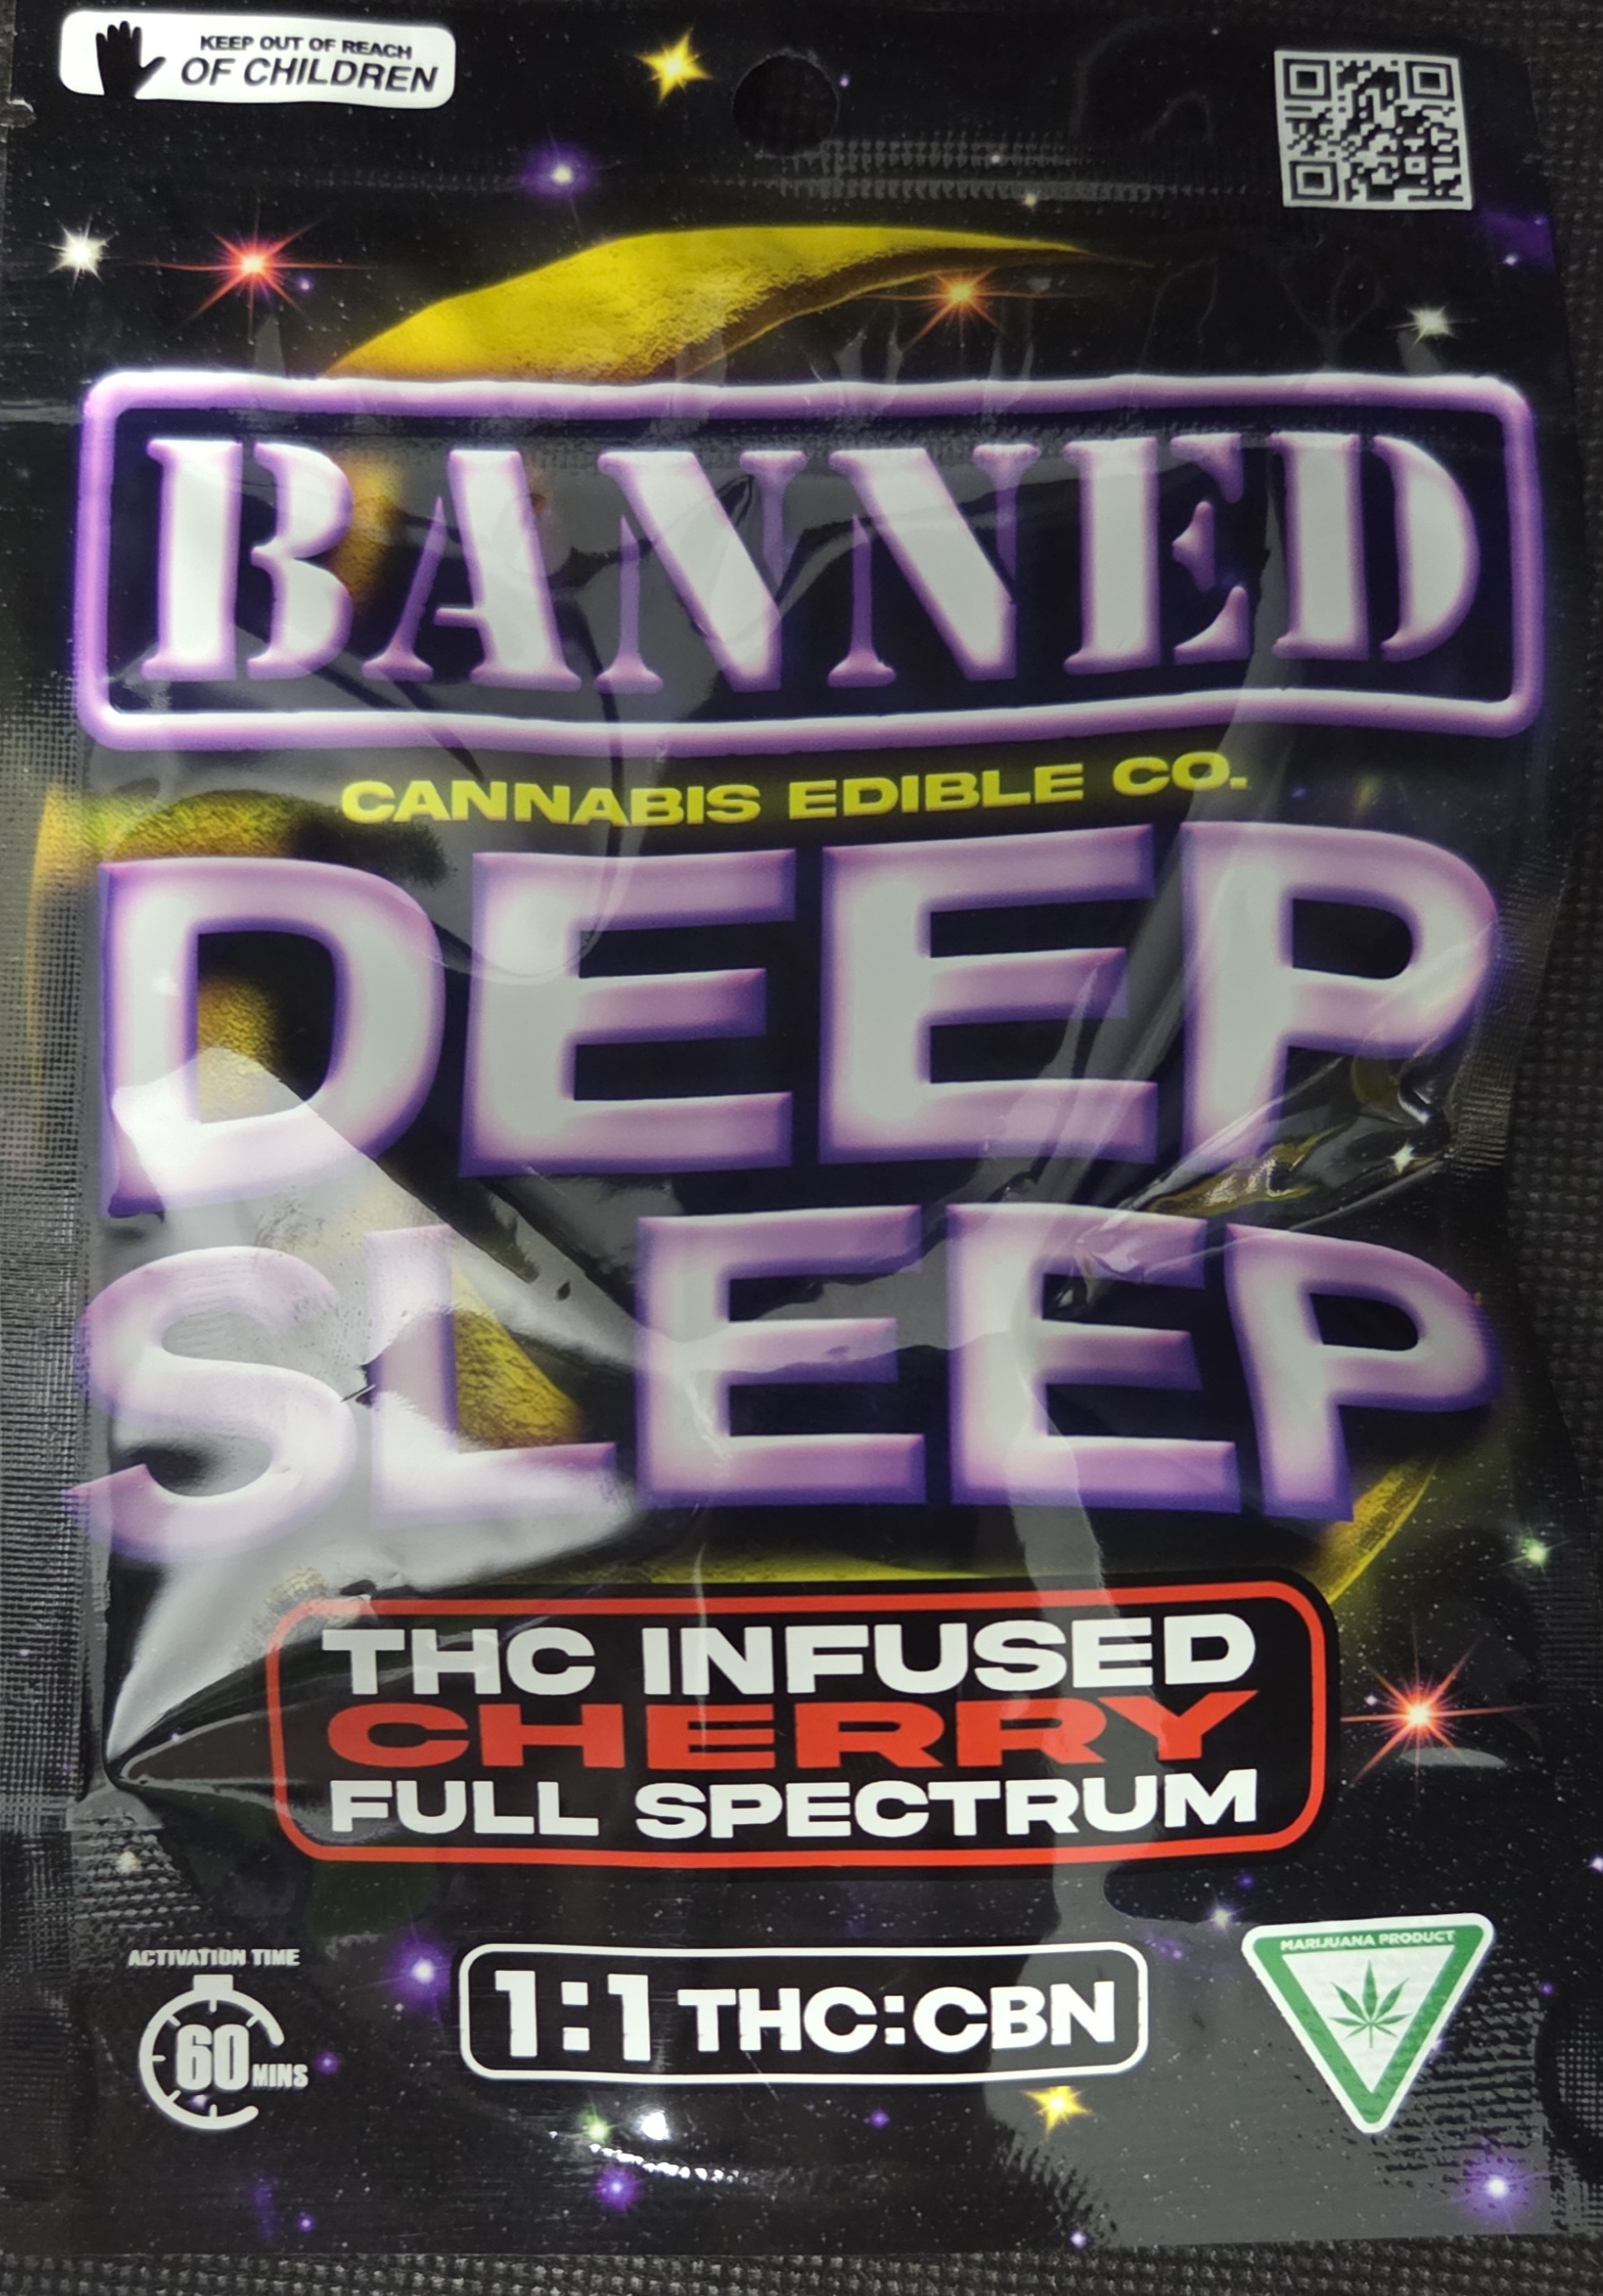 KEEP OUT OF REACH
OF CHILDREN
BANNED
CANNABIS EDIBLE CO.
DEEP
SLEEP
THC INFUSED
CHERRY
FULL SPECTRUM
ACTIVATION TIME
60 MINS
1:1 THC:CBN
MARIJUANA PRODUCT